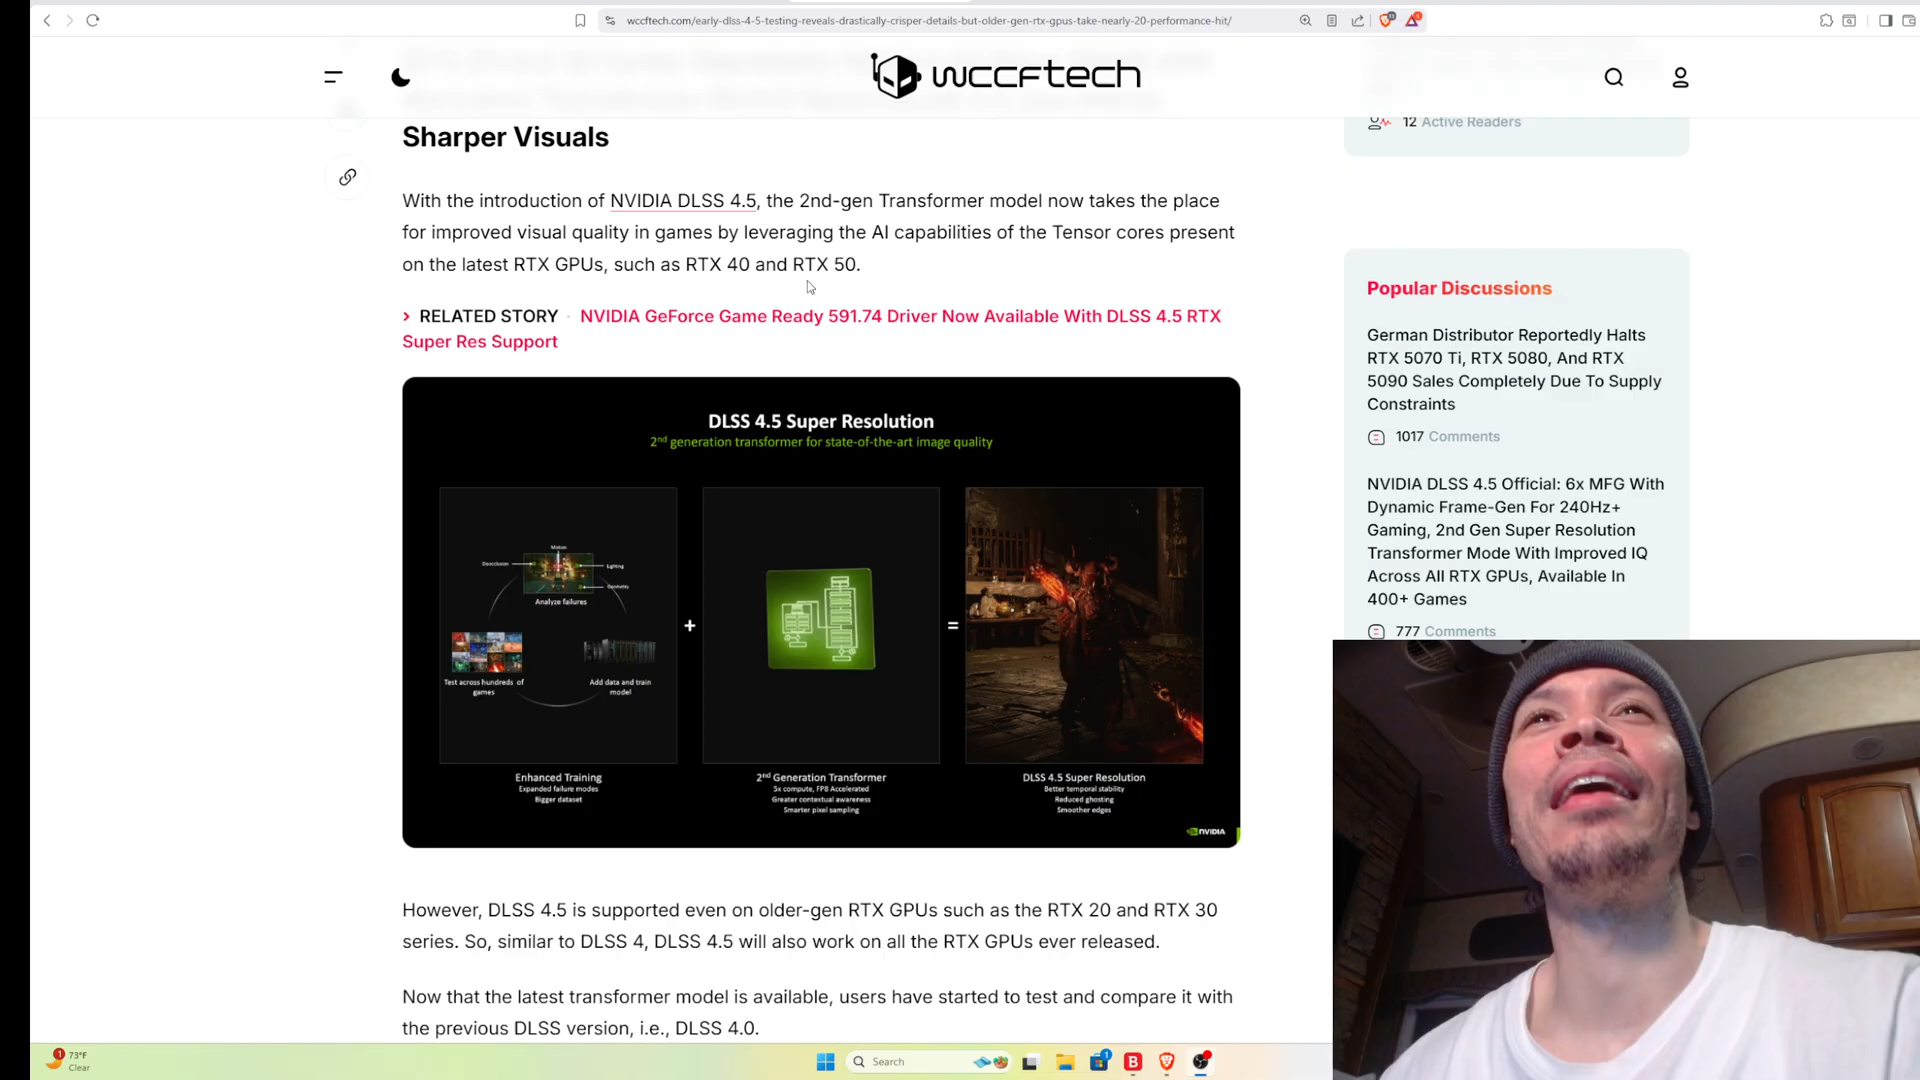 wccftech.com/early-dlss-4-5-testing-reveals-drastically-crisper-details-but-older-gen-rtx-gpus-take-nearly-20-performance-hit/
wccftech
12 Active Readers
Sharper Visuals
With the introduction of NVIDIA DLSS 4.5, the 2nd-gen Transformer model now takes the place
for improved visual quality in games by leveraging the AI capabilities of the Tensor cores present
on the latest RTX GPUs, such as RTX 40 and RTX 50.
RELATED STORY · NVIDIA GeForce Game Ready 591.74 Driver Now Available With DLSS 4.5 RTX
Super Res Support
DLSS 4.5 Super Resolution
2nd generation transformer for state-of-the-art image quality
Motion
Disocclusion
Lighting
Geometry
Analyze failures
Test across hundreds of
games
Add data and train
model
+
=
Enhanced Training
Expanded failure modes
Bigger dataset
2nd Generation Transformer
5x compute, FP8 Accelerated
Greater contextual awareness
Smarter pixel sampling
DLSS 4.5 Super Resolution
Better temporal stability
Reduced ghosting
Smoother edges
NVIDIA
However, DLSS 4.5 is supported even on older-gen RTX GPUs such as the RTX 20 and RTX 30
series. So, similar to DLSS 4, DLSS 4.5 will also work on all the RTX GPUs ever released.
Now that the latest transformer model is available, users have started to test and compare it with
the previous DLSS version, i.e., DLSS 4.0.
Popular Discussions
German Distributor Reportedly Halts
RTX 5070 Ti, RTX 5080, And RTX
5090 Sales Completely Due To Supply
Constraints
1017 Comments
NVIDIA DLSS 4.5 Official: 6x MFG With
Dynamic Frame-Gen For 240Hz+
Gaming, 2nd Gen Super Resolution
Transformer Mode With Improved IQ
Across All RTX GPUs, Available In
400+ Games
777 Comments
1
73°F
Clear
Search
1
B